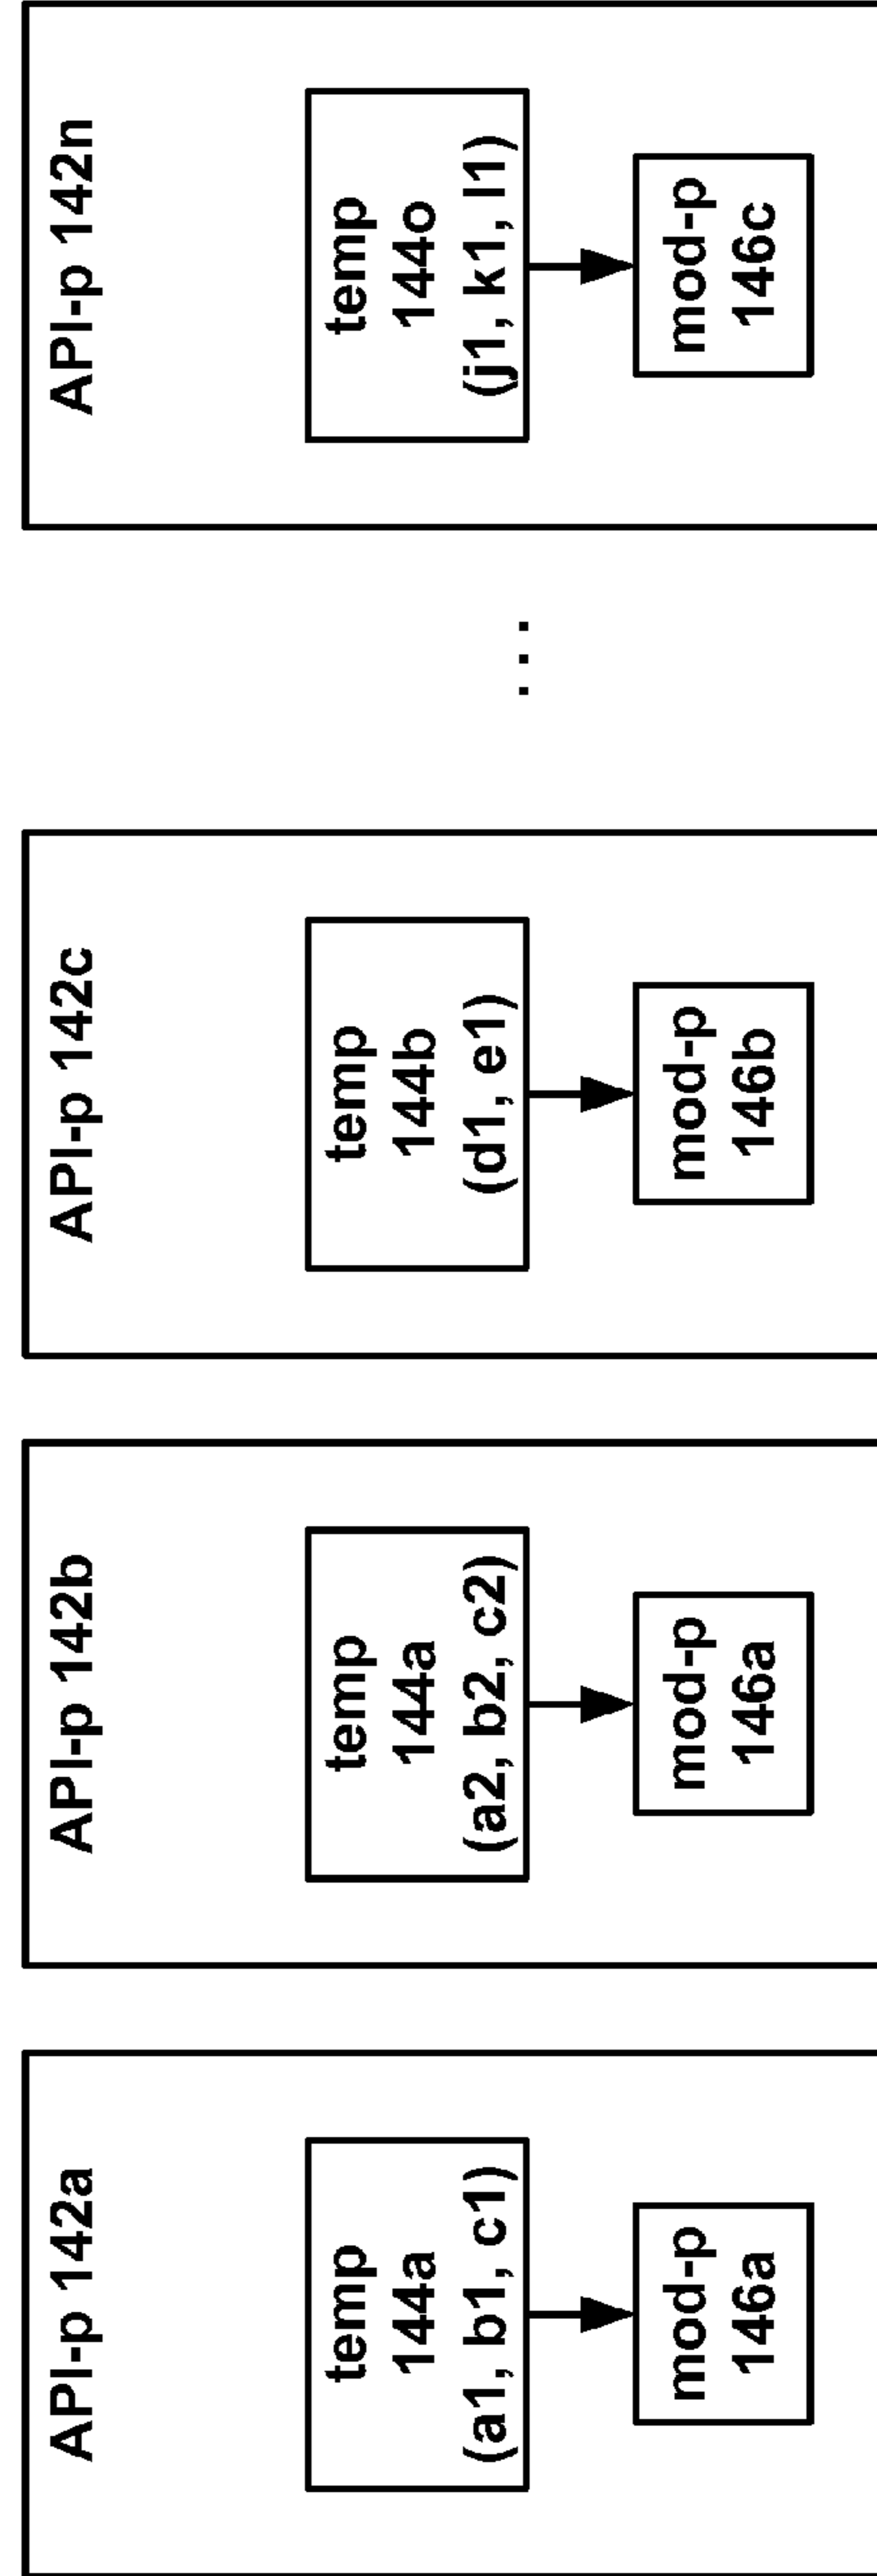 API-p 142a
temp
144a
(a1, b1, c1)
mod-p
146a
API-p 142b
temp
144a
(a2, b2, c2)
mod-p
146a
API-p 142c
temp
144b
(d1, e1)
mod-p
146b
...
API-p 142n
temp
144o
(j1, k1, l1)
mod-p
146c